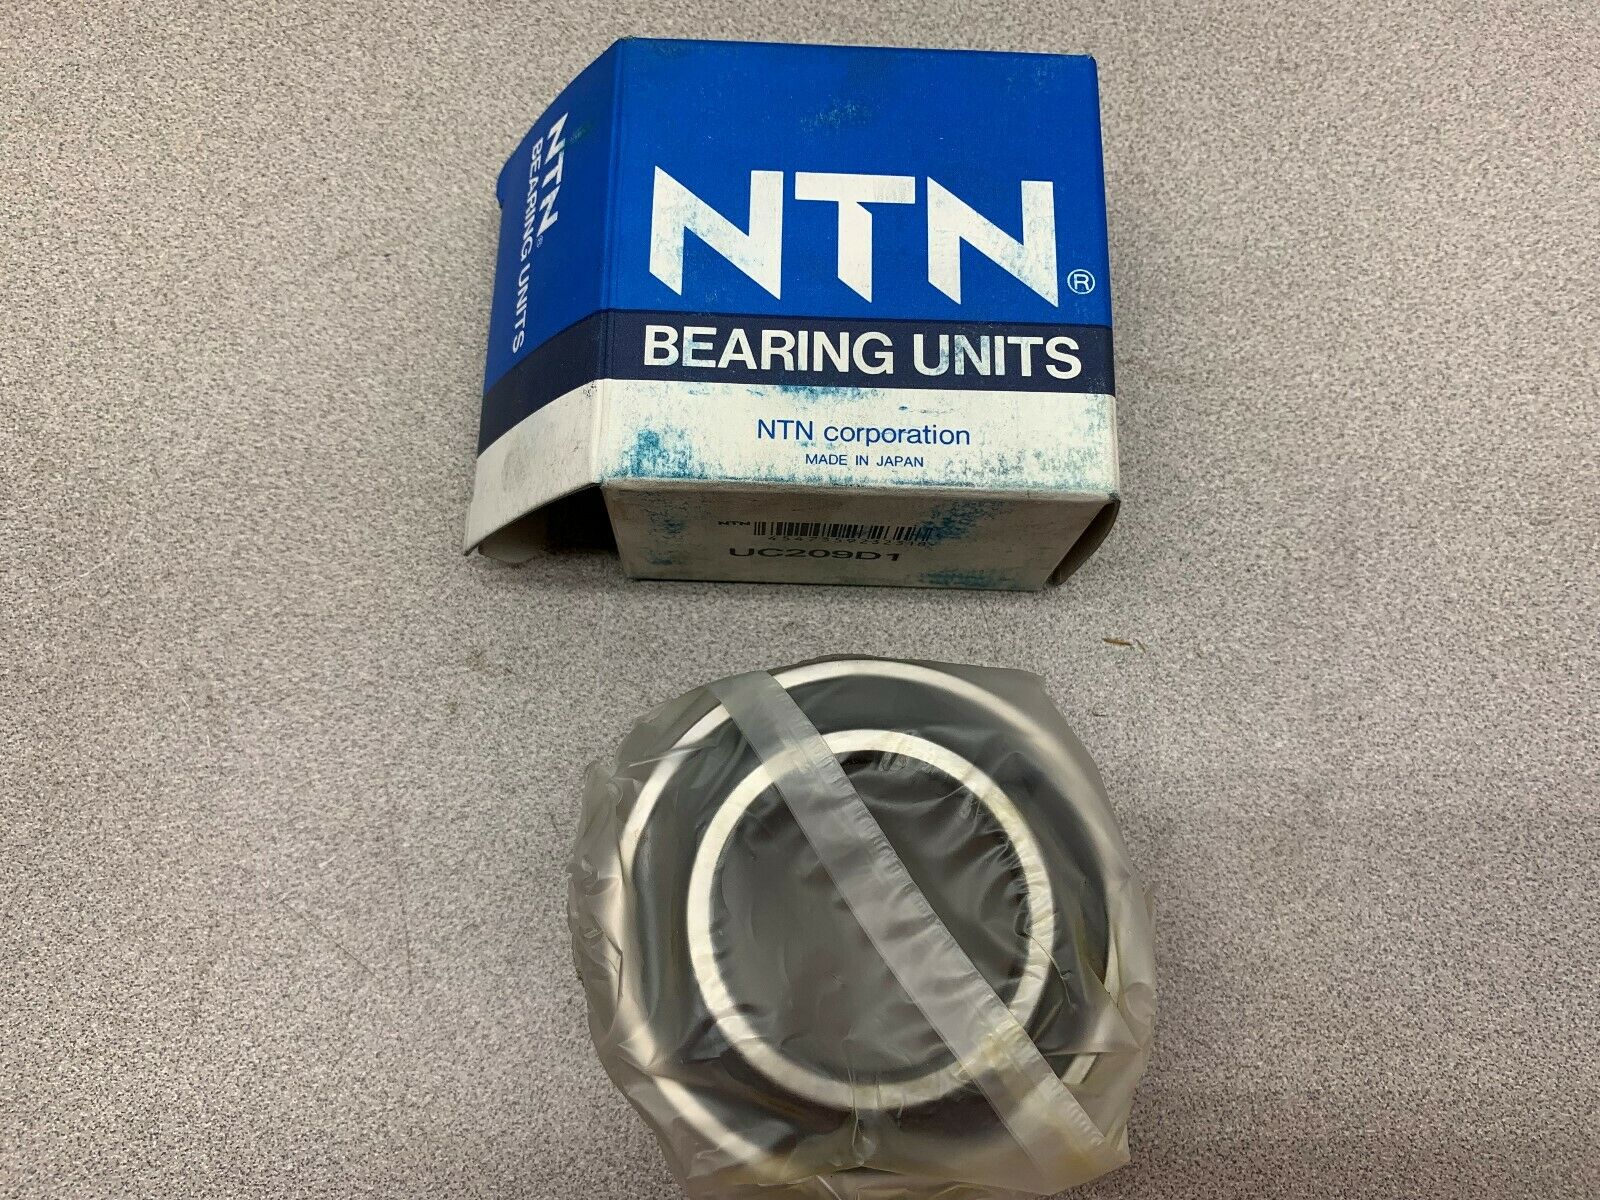 NTN®
BEARING UNITS
NTN®
BEARING UNITS
NTN corporation
MADE IN JAPAN
NTN
UC209D1